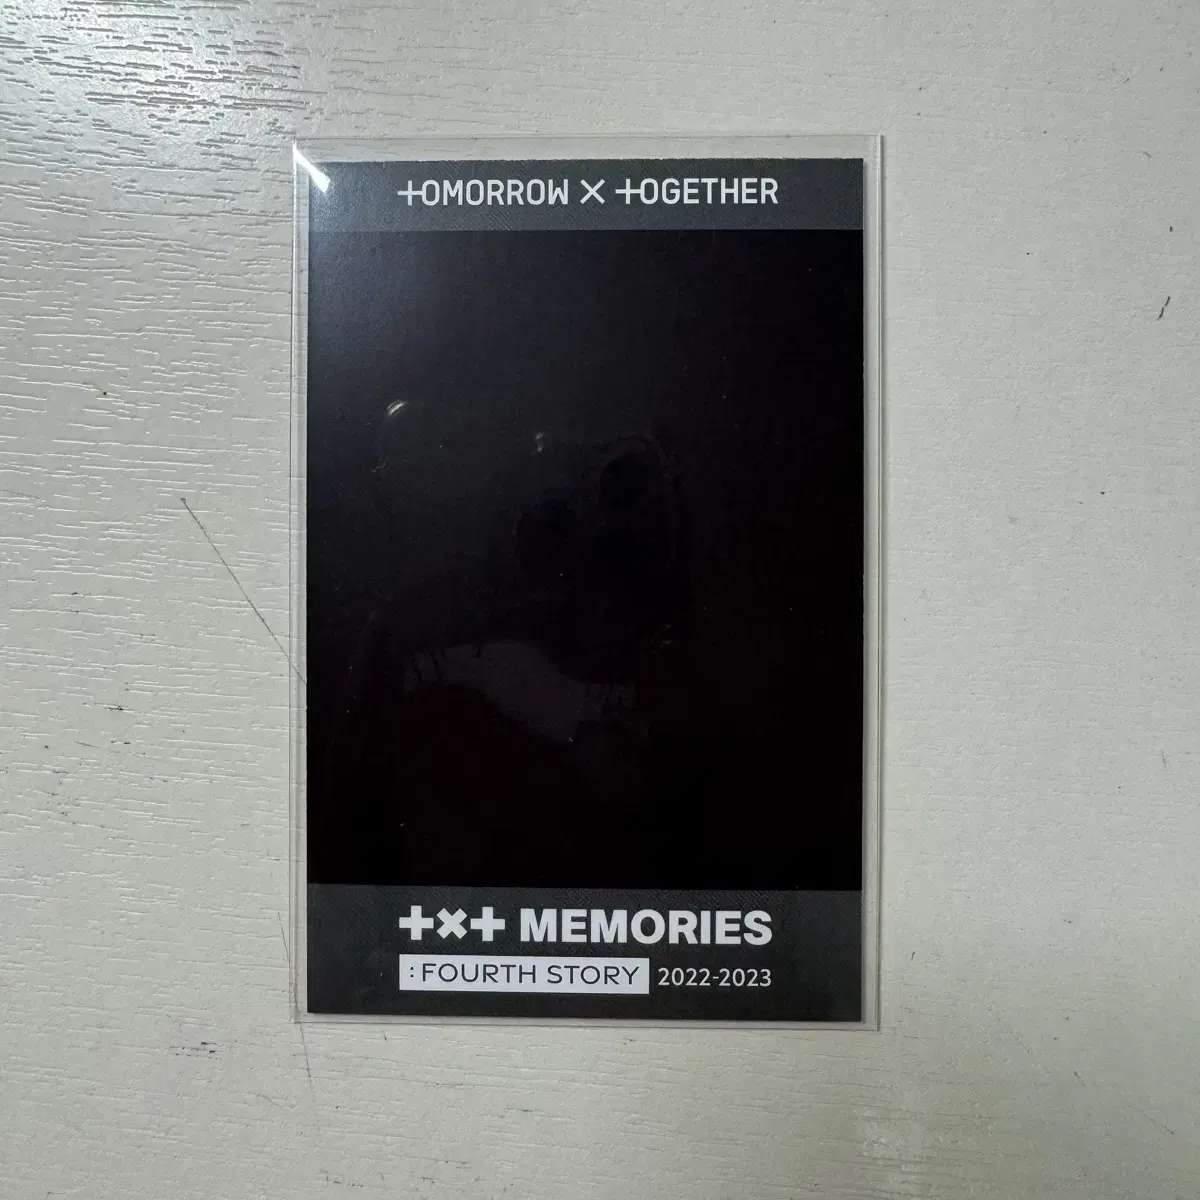 TOMORROW X TOGETHER
TXT MEMORIES
: FOURTH STORY 2022-2023